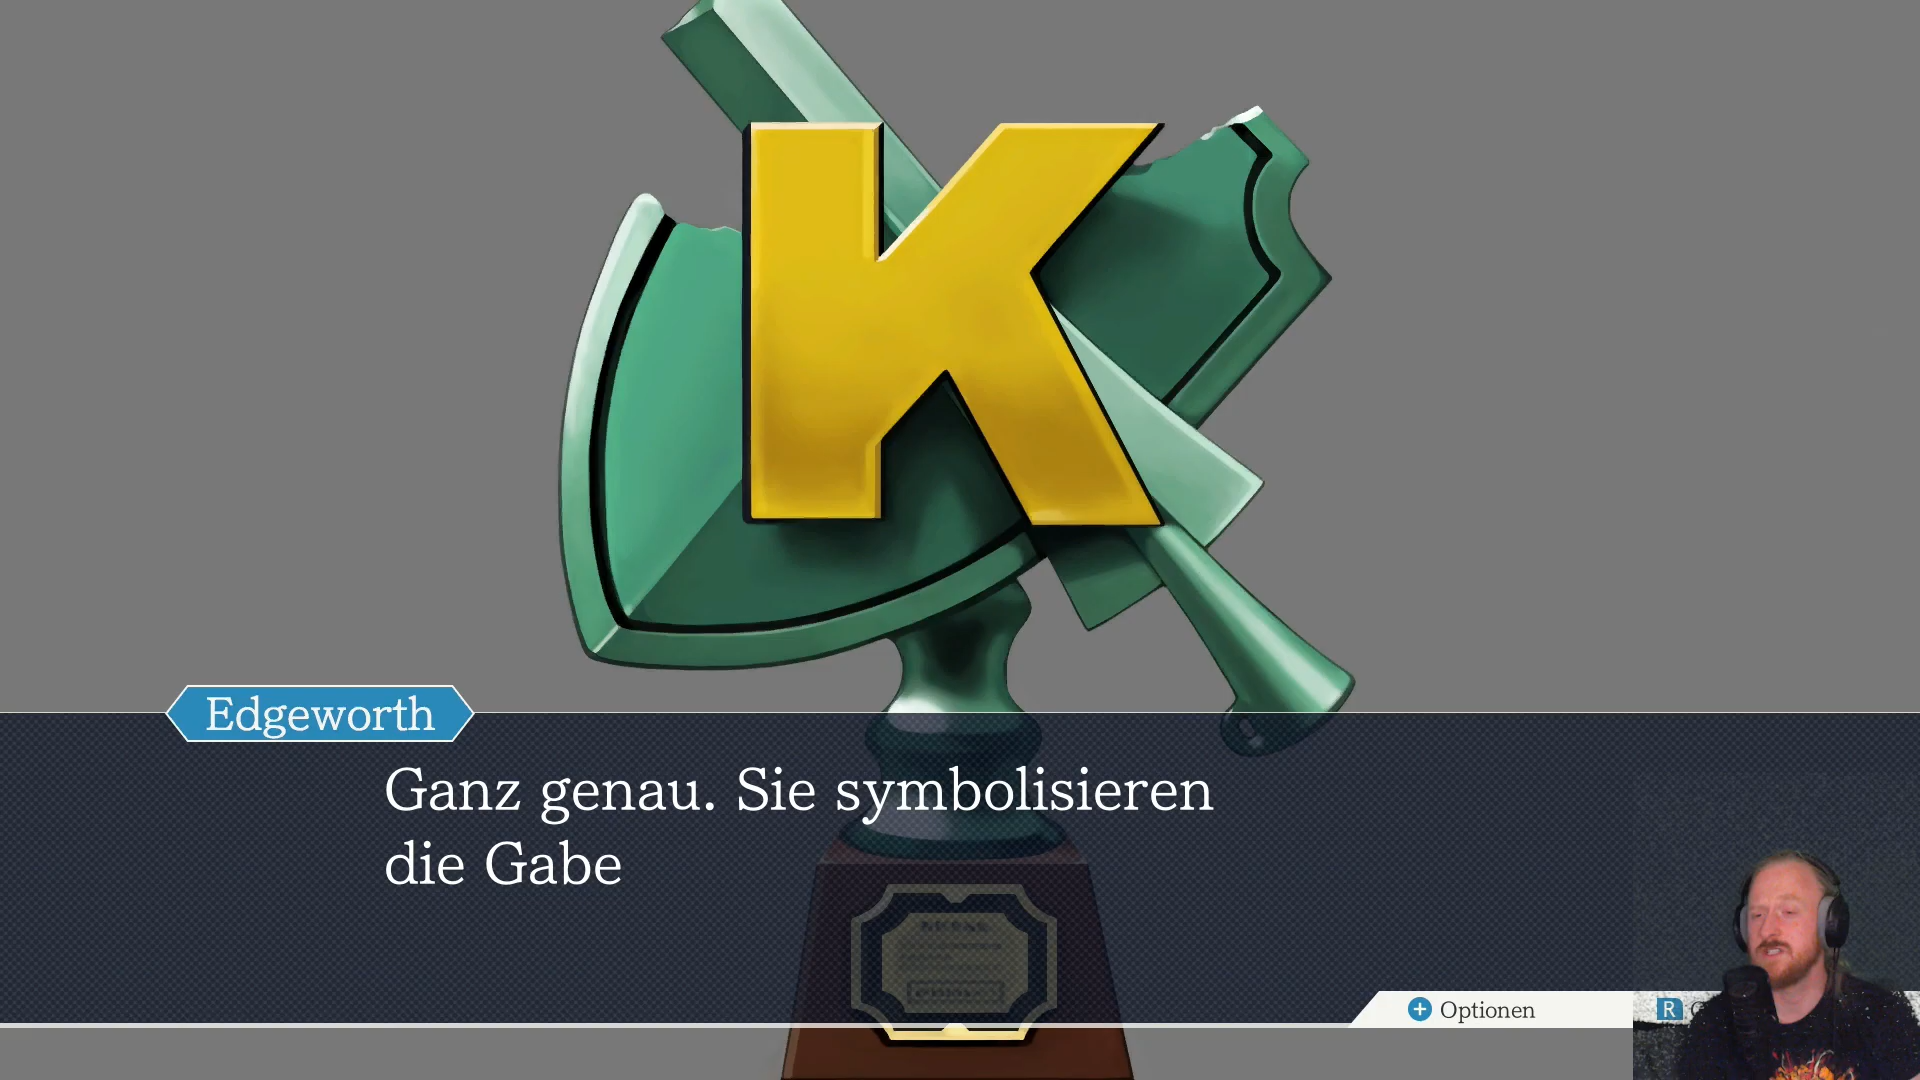 K
Edgeworth
Ganz genau. Sie symbolisieren
die Gabe
+ Optionen
R